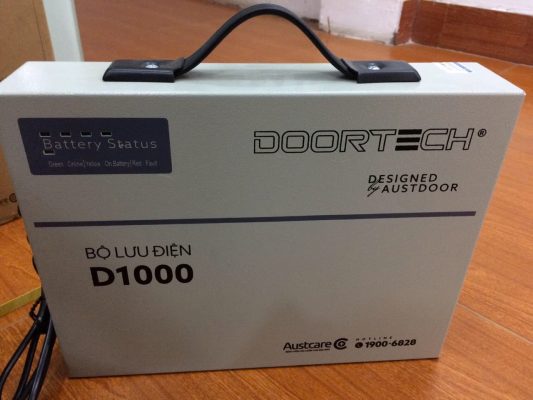 Battery Status
Green Online|Yellow On Battery|Red Fault
DOORTECH®
DESIGNED
by AUSTDOOR
BỘ LƯU ĐIỆN
D1000
Austcare
HOTLINE
1900-6828